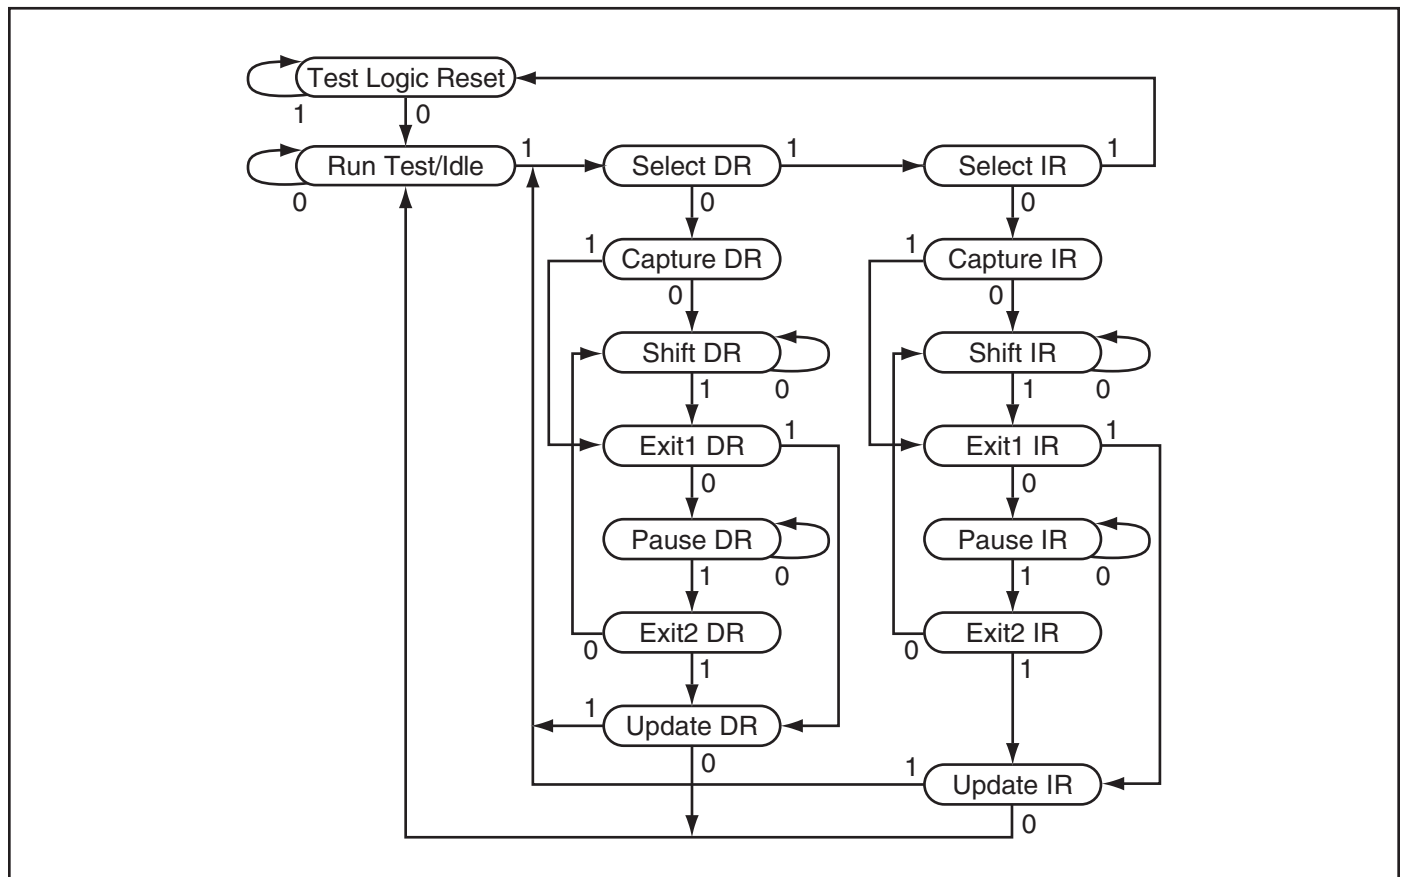 Test Logic Reset
1
0
Run Test/Idle
1
Select DR
1
Select IR
1
0
0
0
1
Capture DR
1
Capture IR
0
0
Shift DR
Shift IR
1
0
1
0
Exit1 DR
1
Exit1 IR
1
0
0
Pause DR
Pause IR
1
0
1
0
Exit2 DR
Exit2 IR
0
1
0
1
1
Update DR
0
1
Update IR
0